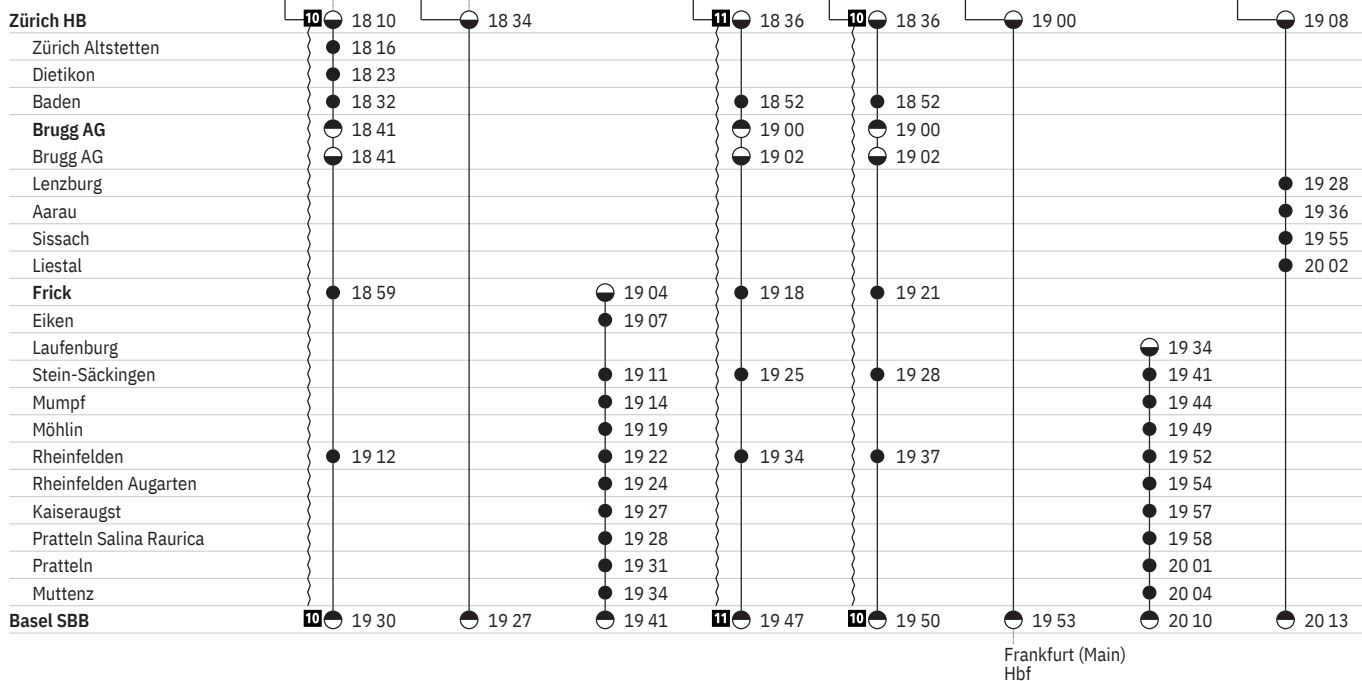 Zürich HB 10 18 10 18 34 11 18 36 10 18 36 19 00 19 08
Zürich Altstetten 18 16
Dietikon 18 23
Baden 18 32 18 52 18 52
Brugg AG 18 41 19 00 19 00
Brugg AG 18 41 19 02 19 02
Lenzburg 19 28
Aarau 19 36
Sissach 19 55
Liestal 20 02
Frick 18 59 19 04 19 18 19 21
Eiken 19 07
Laufenburg 19 34
Stein-Säckingen 19 11 19 25 19 28 19 41
Mumpf 19 14 19 44
Möhlin 19 19 19 49
Rheinfelden 19 12 19 22 19 34 19 37 19 52
Rheinfelden Augarten 19 24 19 54
Kaiseraugst 19 27 19 57
Pratteln Salina Raurica 19 28 19 58
Pratteln 19 31 20 01
Muttenz 19 34 20 04
Basel SBB 10 19 30 19 27 19 41 11 19 47 10 19 50 19 53 20 10 20 13
Frankfurt (Main)
Hbf